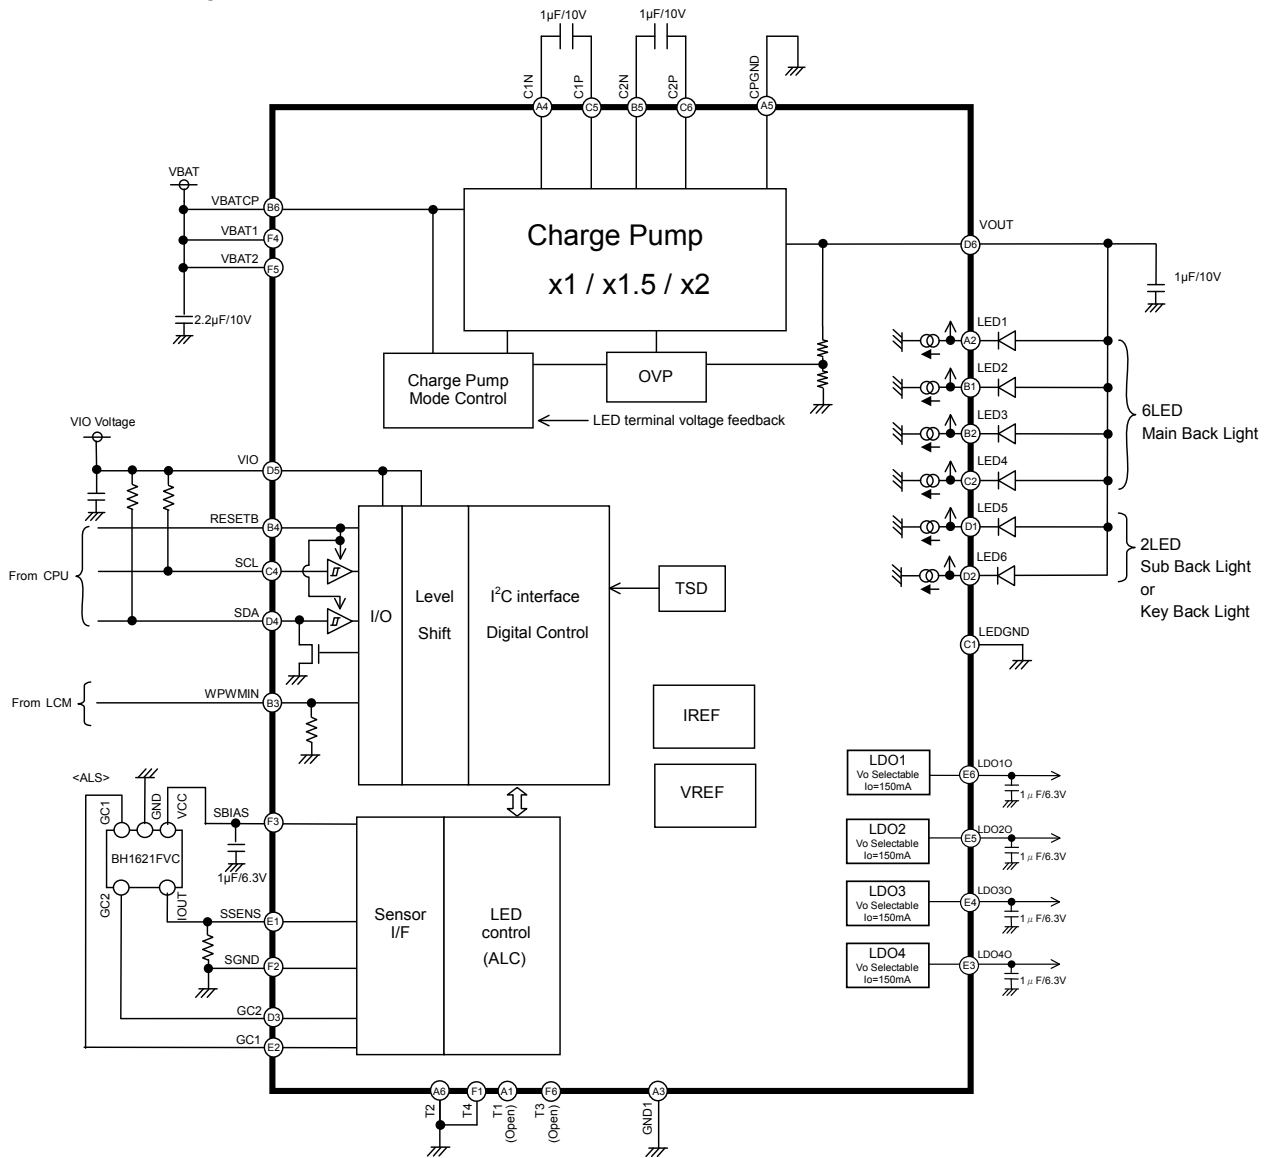 1µF/10V
1µF/10V
C1N
C1P
C2N
C2P
CPGND
A4
C5
B5
C6
A5
VBAT
VBATCP
B6
VBAT1
F4
VBAT2
F5
2.2µF/10V
Charge Pump
x1 / x1.5 / x2
VOUT
D6
1µF/10V
Charge Pump
Mode Control
OVP
LED terminal voltage feedback
LED1
A2
LED2
B1
LED3
B2
LED4
C2
LED5
D1
LED6
D2
6LED
Main Back Light
2LED
Sub Back Light
or
Key Back Light
LEDGND
C1
VIO Voltage
VIO
D5
RESETB
B4
SCL
C4
From CPU
SDA
D4
I/O
Level
Shift
I2C interface
Digital Control
TSD
WPWMIN
B3
From LCM
IREF
VREF
<ALS>
GC1
GND
VCC
SBIAS
F3
BH1621FVC
1µF/6.3V
GC2
IOUT
SSENS
E1
SGND
F2
GC2
D3
GC1
E2
Sensor
I/F
LED
control
(ALC)
LDO1
Vo Selectable
Io=150mA
E6
LDO1O
1µF/6.3V
LDO2
Vo Selectable
Io=150mA
E5
LDO2O
1µF/6.3V
LDO3
Vo Selectable
Io=150mA
E4
LDO3O
1µF/6.3V
LDO4
Vo Selectable
Io=150mA
E3
LDO4O
1µF/6.3V
A6
F1
A1
F6
A3
T2
T4
T1
(Open)
T3
(Open)
GND1